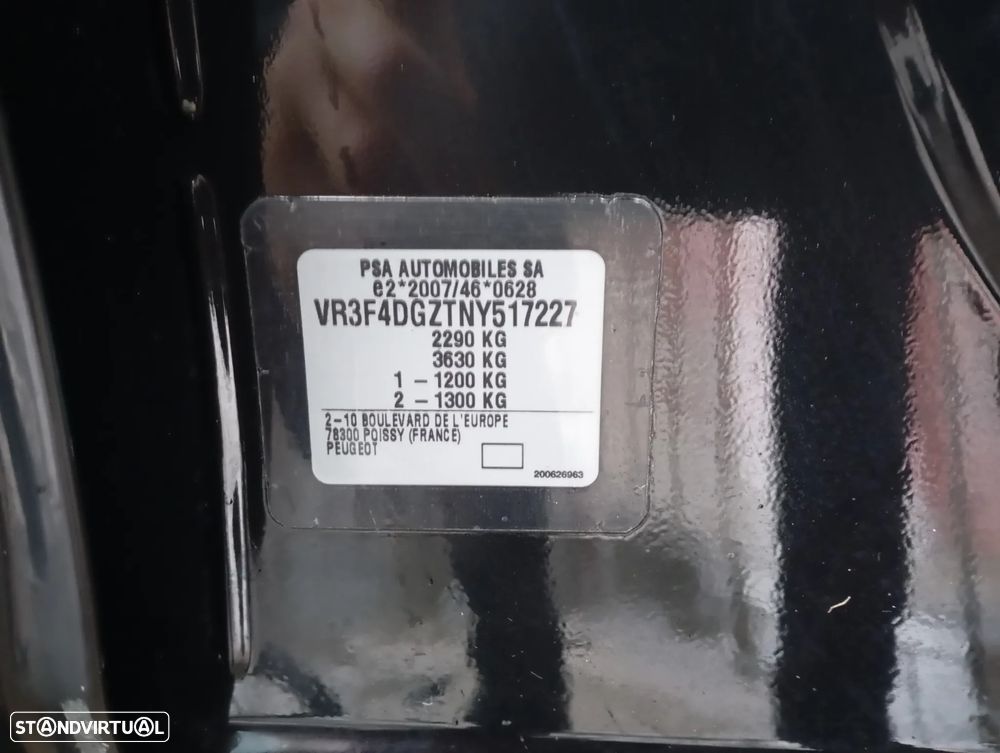 PSA AUTOMOBILES SA
e2*2007/46*0628
VR3F4DGZTNY517227
2290 KG
3630 KG
1 - 1200 KG
2 - 1300 KG
2-10 BOULEVARD DE L'EUROPE
78300 POISSY (FRANCE)
PEUGEOT
200626963
STANDVIRTUAL